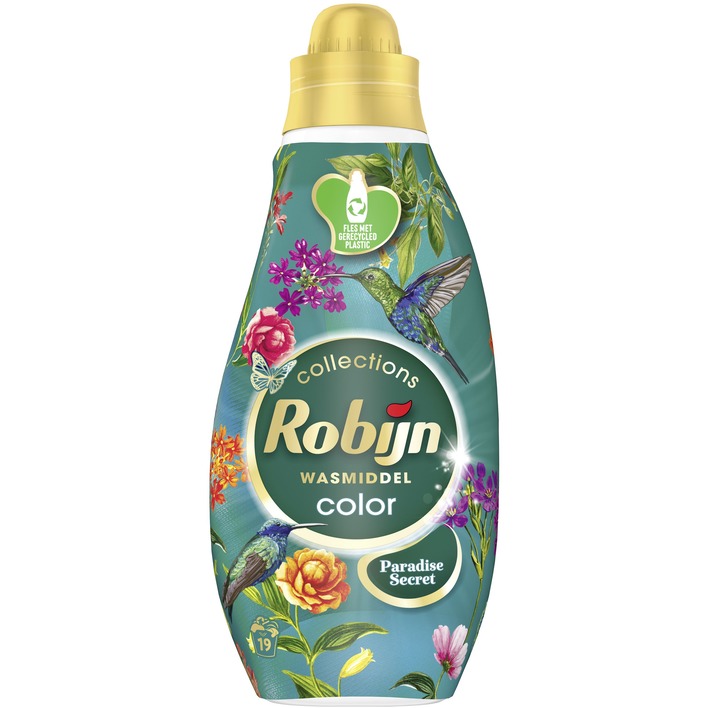 FLES MET
GERECYCLED
PLASTIC
collections
Robijn
WASMIDDEL
color
Paradise
Secret
19